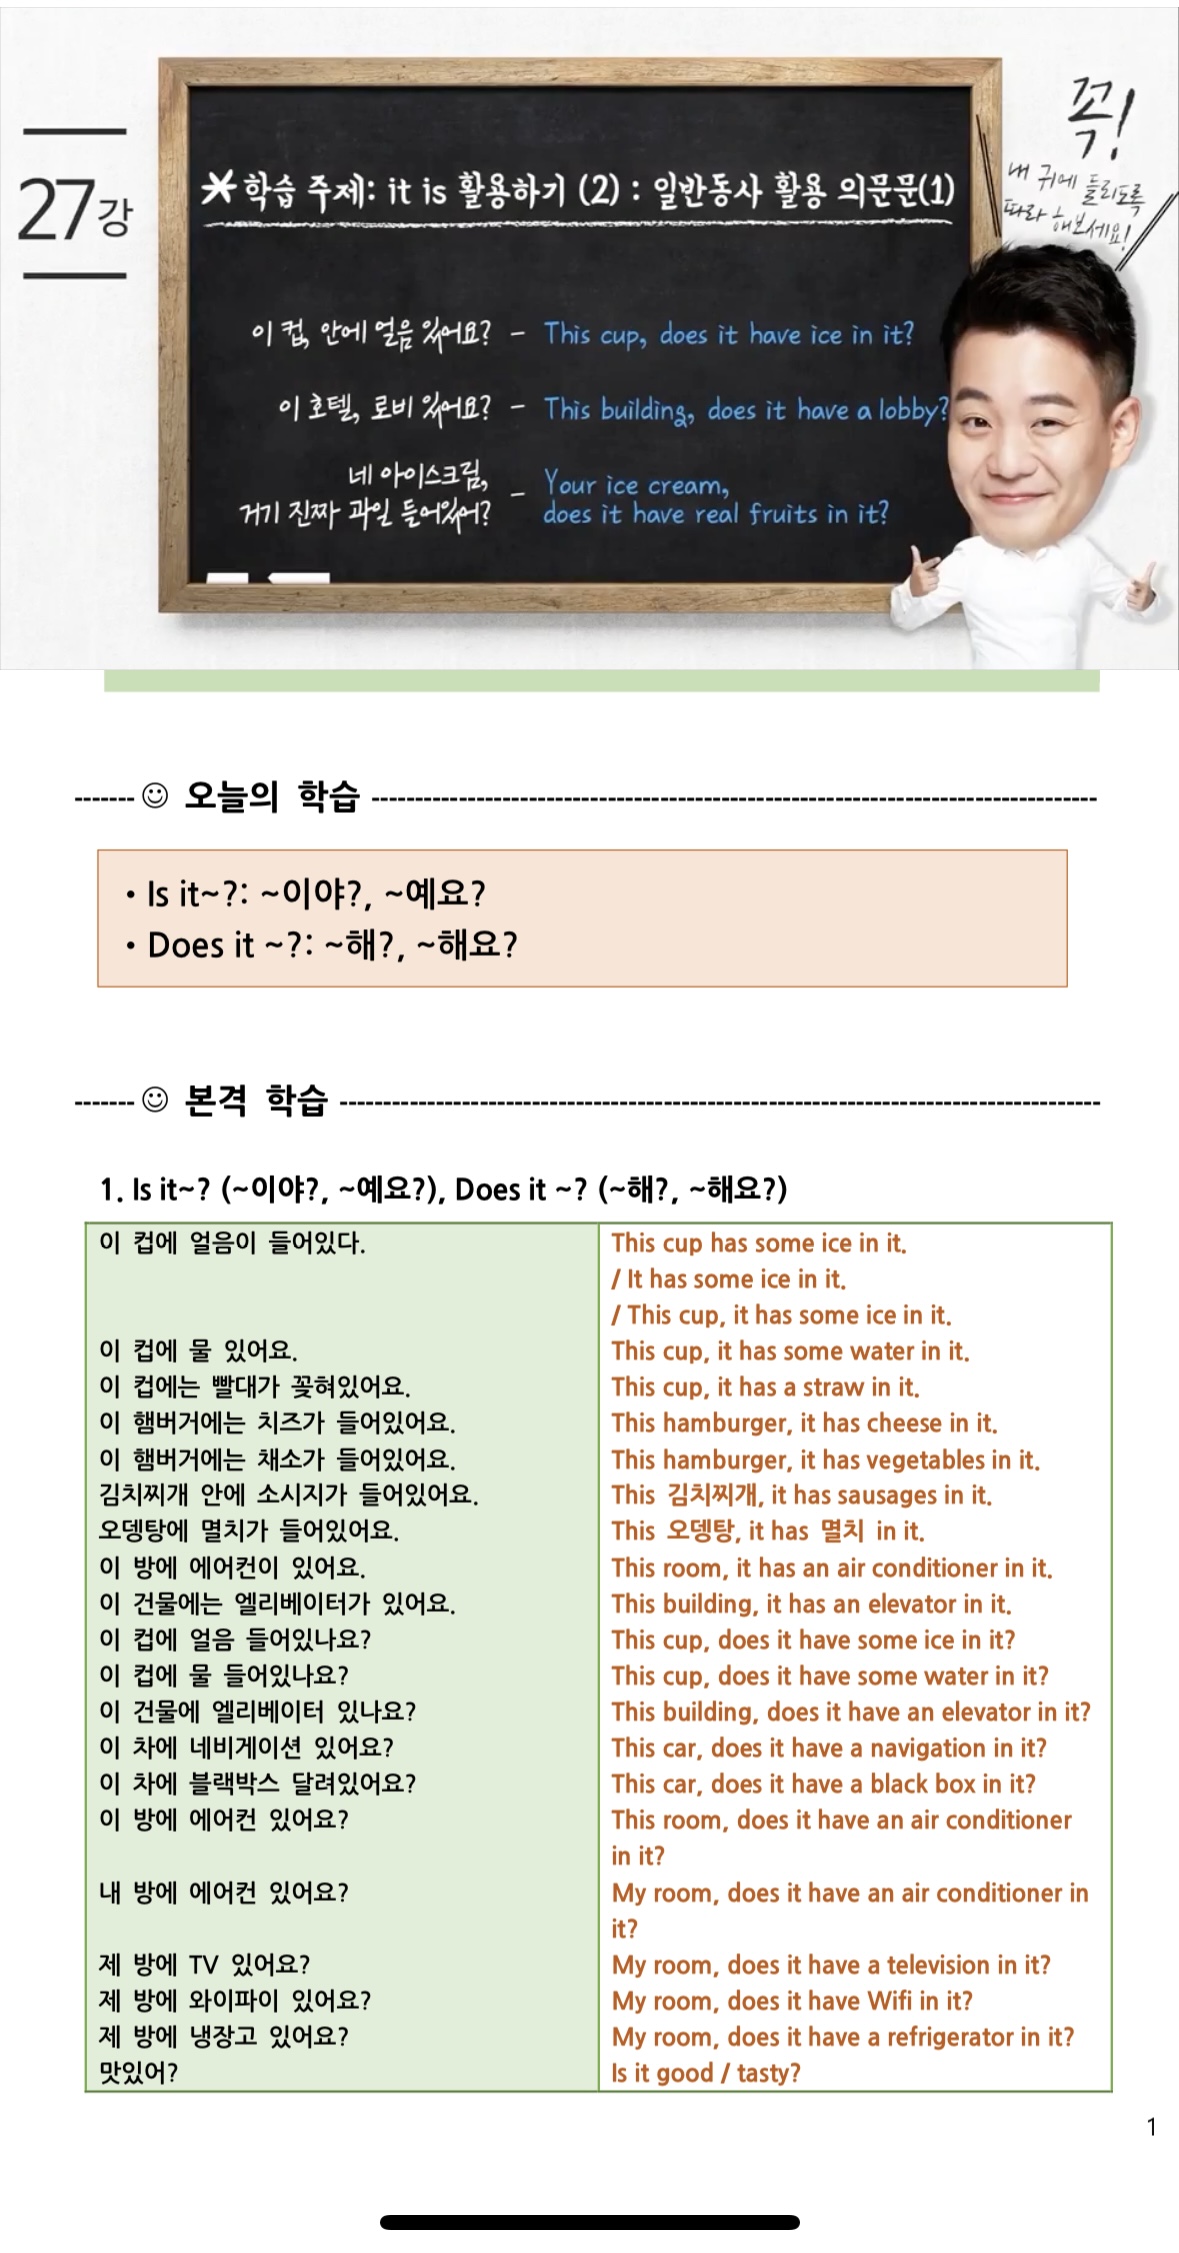 27강
꼭!
내 귀에 들리도록
따라 해보세요!
* 학습 주제: it is 활용하기 (2) : 일반동사 활용 의문문(1)
이 컵, 안에 얼음 있어요? - This cup, does it have ice in it?
이 호텔, 로비 있어요? - This building, does it have a lobby?
네 아이스크림,
거기 진짜 과일 들어있어? - Your ice cream,
does it have real fruits in it?
------- ☺ 오늘의 학습 -------
• Is it~?: ~이야?, ~예요?
• Does it ~?: ~해?, ~해요?
------- ☺ 본격 학습 -------
1. Is it~? (~이야?, ~예요?), Does it ~? (~해?, ~해요?)
이 컵에 얼음이 들어있다. This cup has some ice in it.
/ It has some ice in it.
/ This cup, it has some ice in it.
이 컵에 물 있어요. This cup, it has some water in it.
이 컵에는 빨대가 꽂혀있어요. This cup, it has a straw in it.
이 햄버거에는 치즈가 들어있어요. This hamburger, it has cheese in it.
이 햄버거에는 채소가 들어있어요. This hamburger, it has vegetables in it.
김치찌개 안에 소시지가 들어있어요. This 김치찌개, it has sausages in it.
오뎅탕에 멸치가 들어있어요. This 오뎅탕, it has 멸치 in it.
이 방에 에어컨이 있어요. This room, it has an air conditioner in it.
이 건물에는 엘리베이터가 있어요. This building, it has an elevator in it.
이 컵에 얼음 들어있나요? This cup, does it have some ice in it?
이 컵에 물 들어있나요? This cup, does it have some water in it?
이 건물에 엘리베이터 있나요? This building, does it have an elevator in it?
이 차에 네비게이션 있어요? This car, does it have a navigation in it?
이 차에 블랙박스 달려있어요? This car, does it have a black box in it?
이 방에 에어컨 있어요? This room, does it have an air conditioner
in it?
내 방에 에어컨 있어요? My room, does it have an air conditioner in
it?
제 방에 TV 있어요? My room, does it have a television in it?
제 방에 와이파이 있어요? My room, does it have Wifi in it?
제 방에 냉장고 있어요? My room, does it have a refrigerator in it?
맛있어? Is it good / tasty?
1